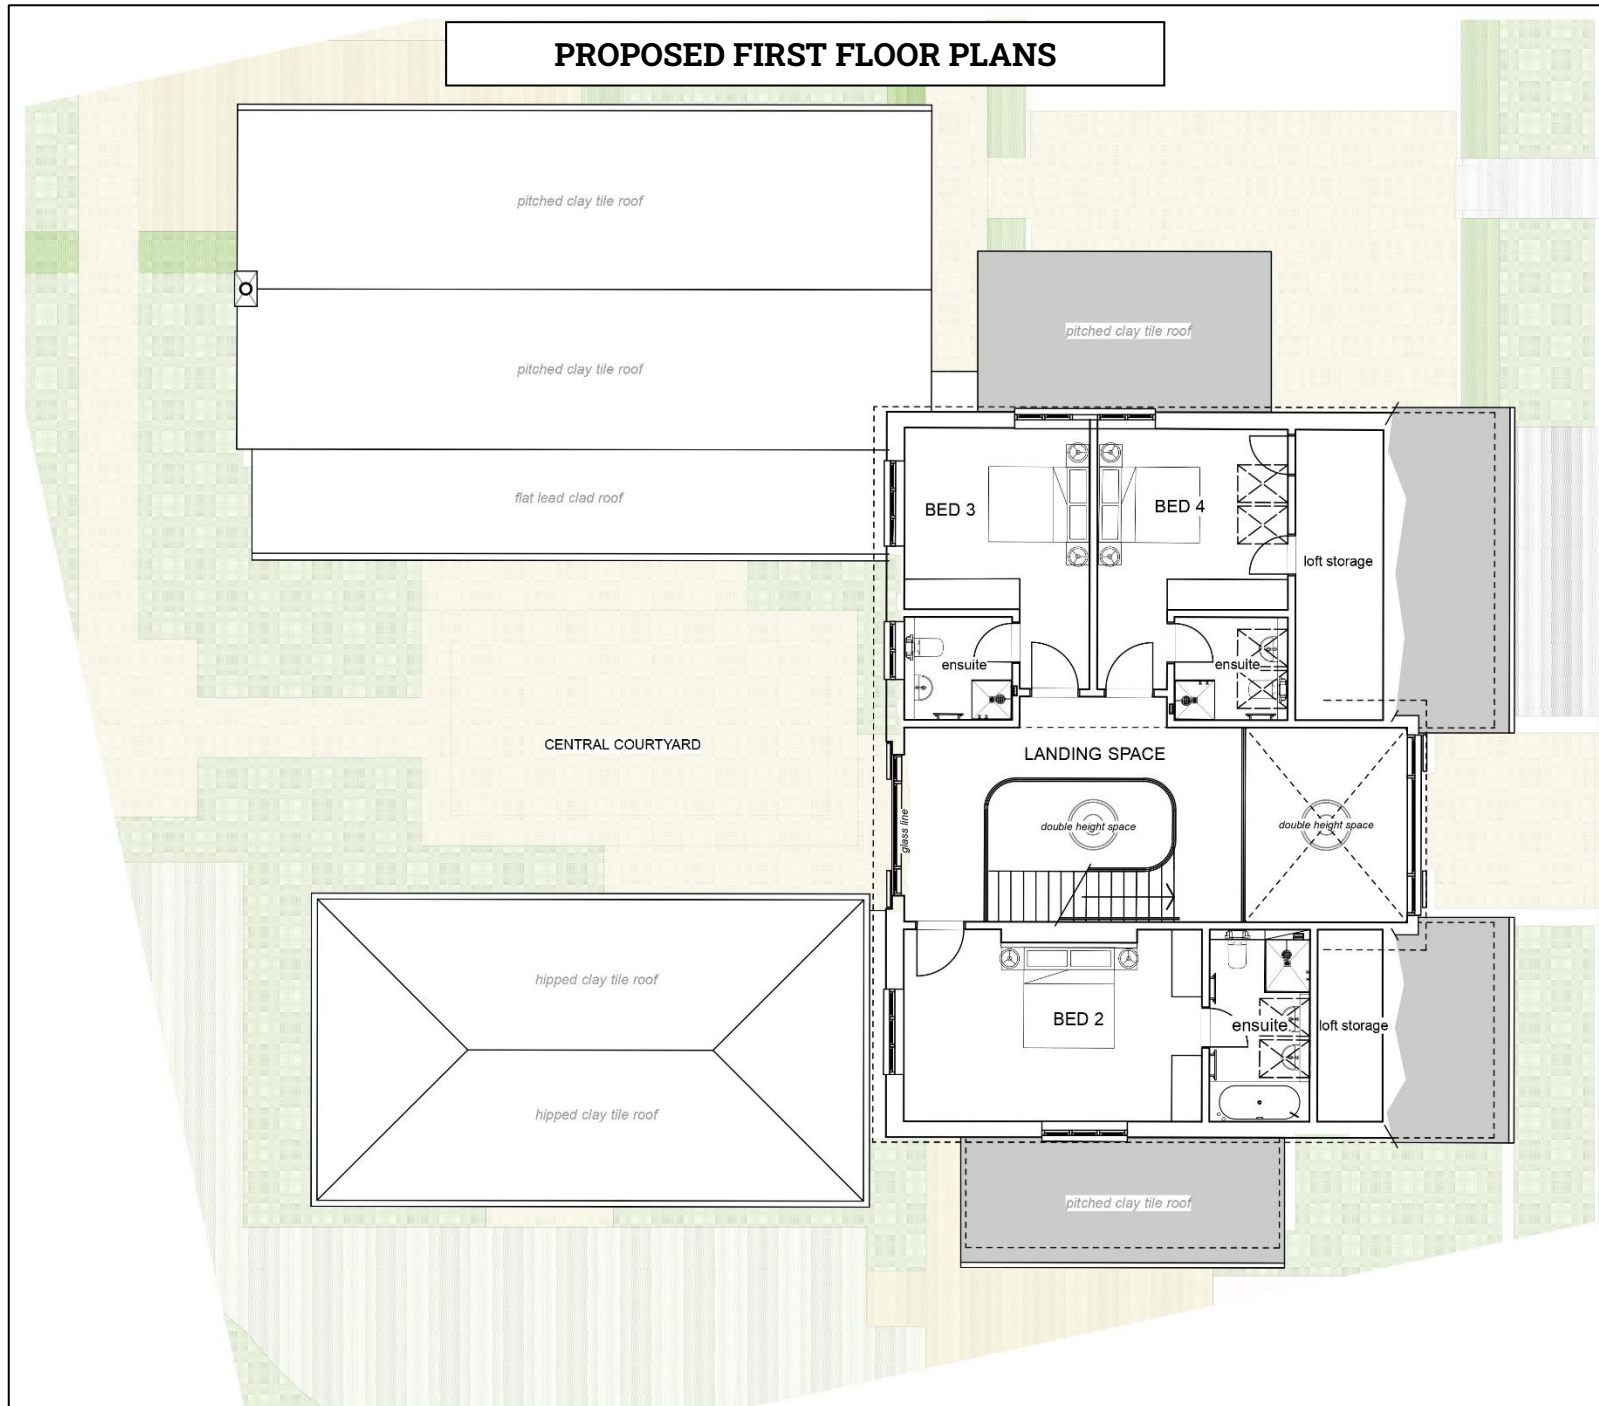 PROPOSED FIRST FLOOR PLANS
pitched clay tile roof
pitched clay tile roof
pitched clay tile roof
flat lead clad roof
BED 3
BED 4
loft storage
ensuite
ensuite
CENTRAL COURTYARD
LANDING SPACE
glass line
double height space
double height space
hipped clay tile roof
BED 2
ensuite
loft storage
hipped clay tile roof
pitched clay tile roof